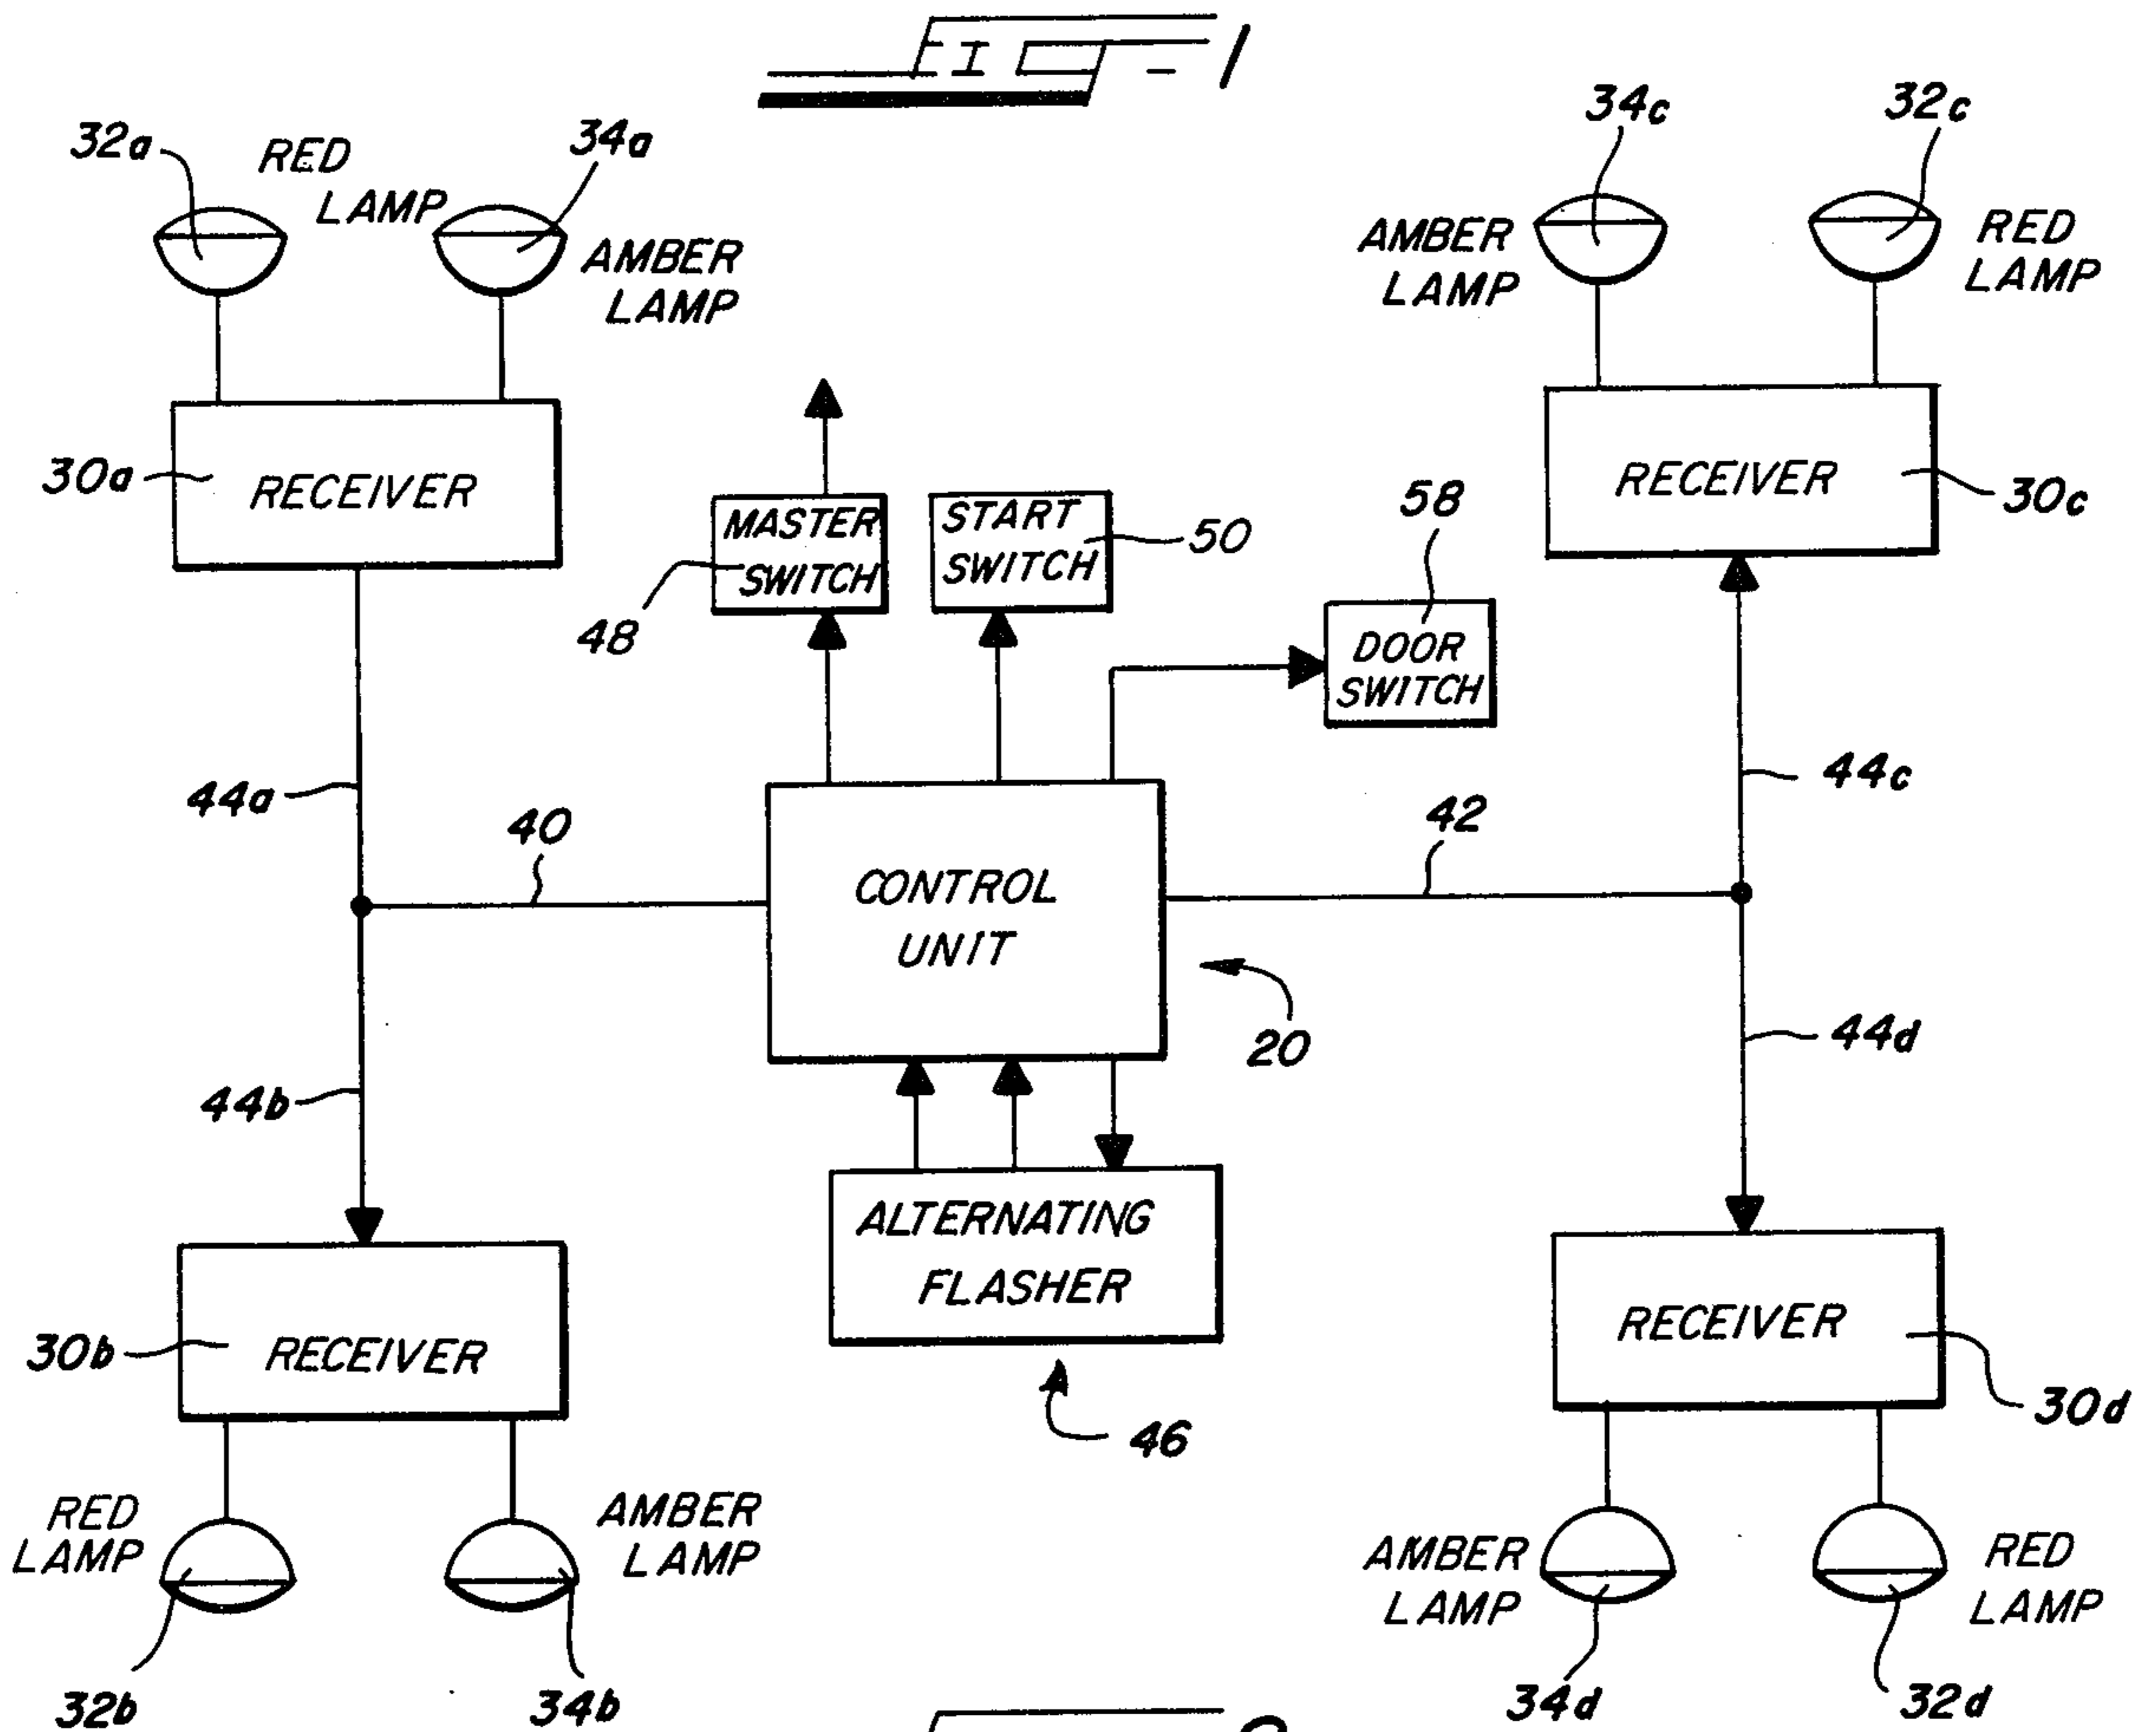 FIG-1
32a
RED
LAMP
34a
AMBER
LAMP
34c
32c
AMBER
LAMP
RED
LAMP
30a
RECEIVER
MASTER
SWITCH
48
START
SWITCH
50
58
DOOR
SWITCH
RECEIVER
30c
44a
40
CONTROL
UNIT
20
42
44c
44b
44d
ALTERNATING
FLASHER
46
30b
RECEIVER
RECEIVER
30d
RED
LAMP
AMBER
LAMP
AMBER
LAMP
RED
LAMP
32b
34b
34d
32d